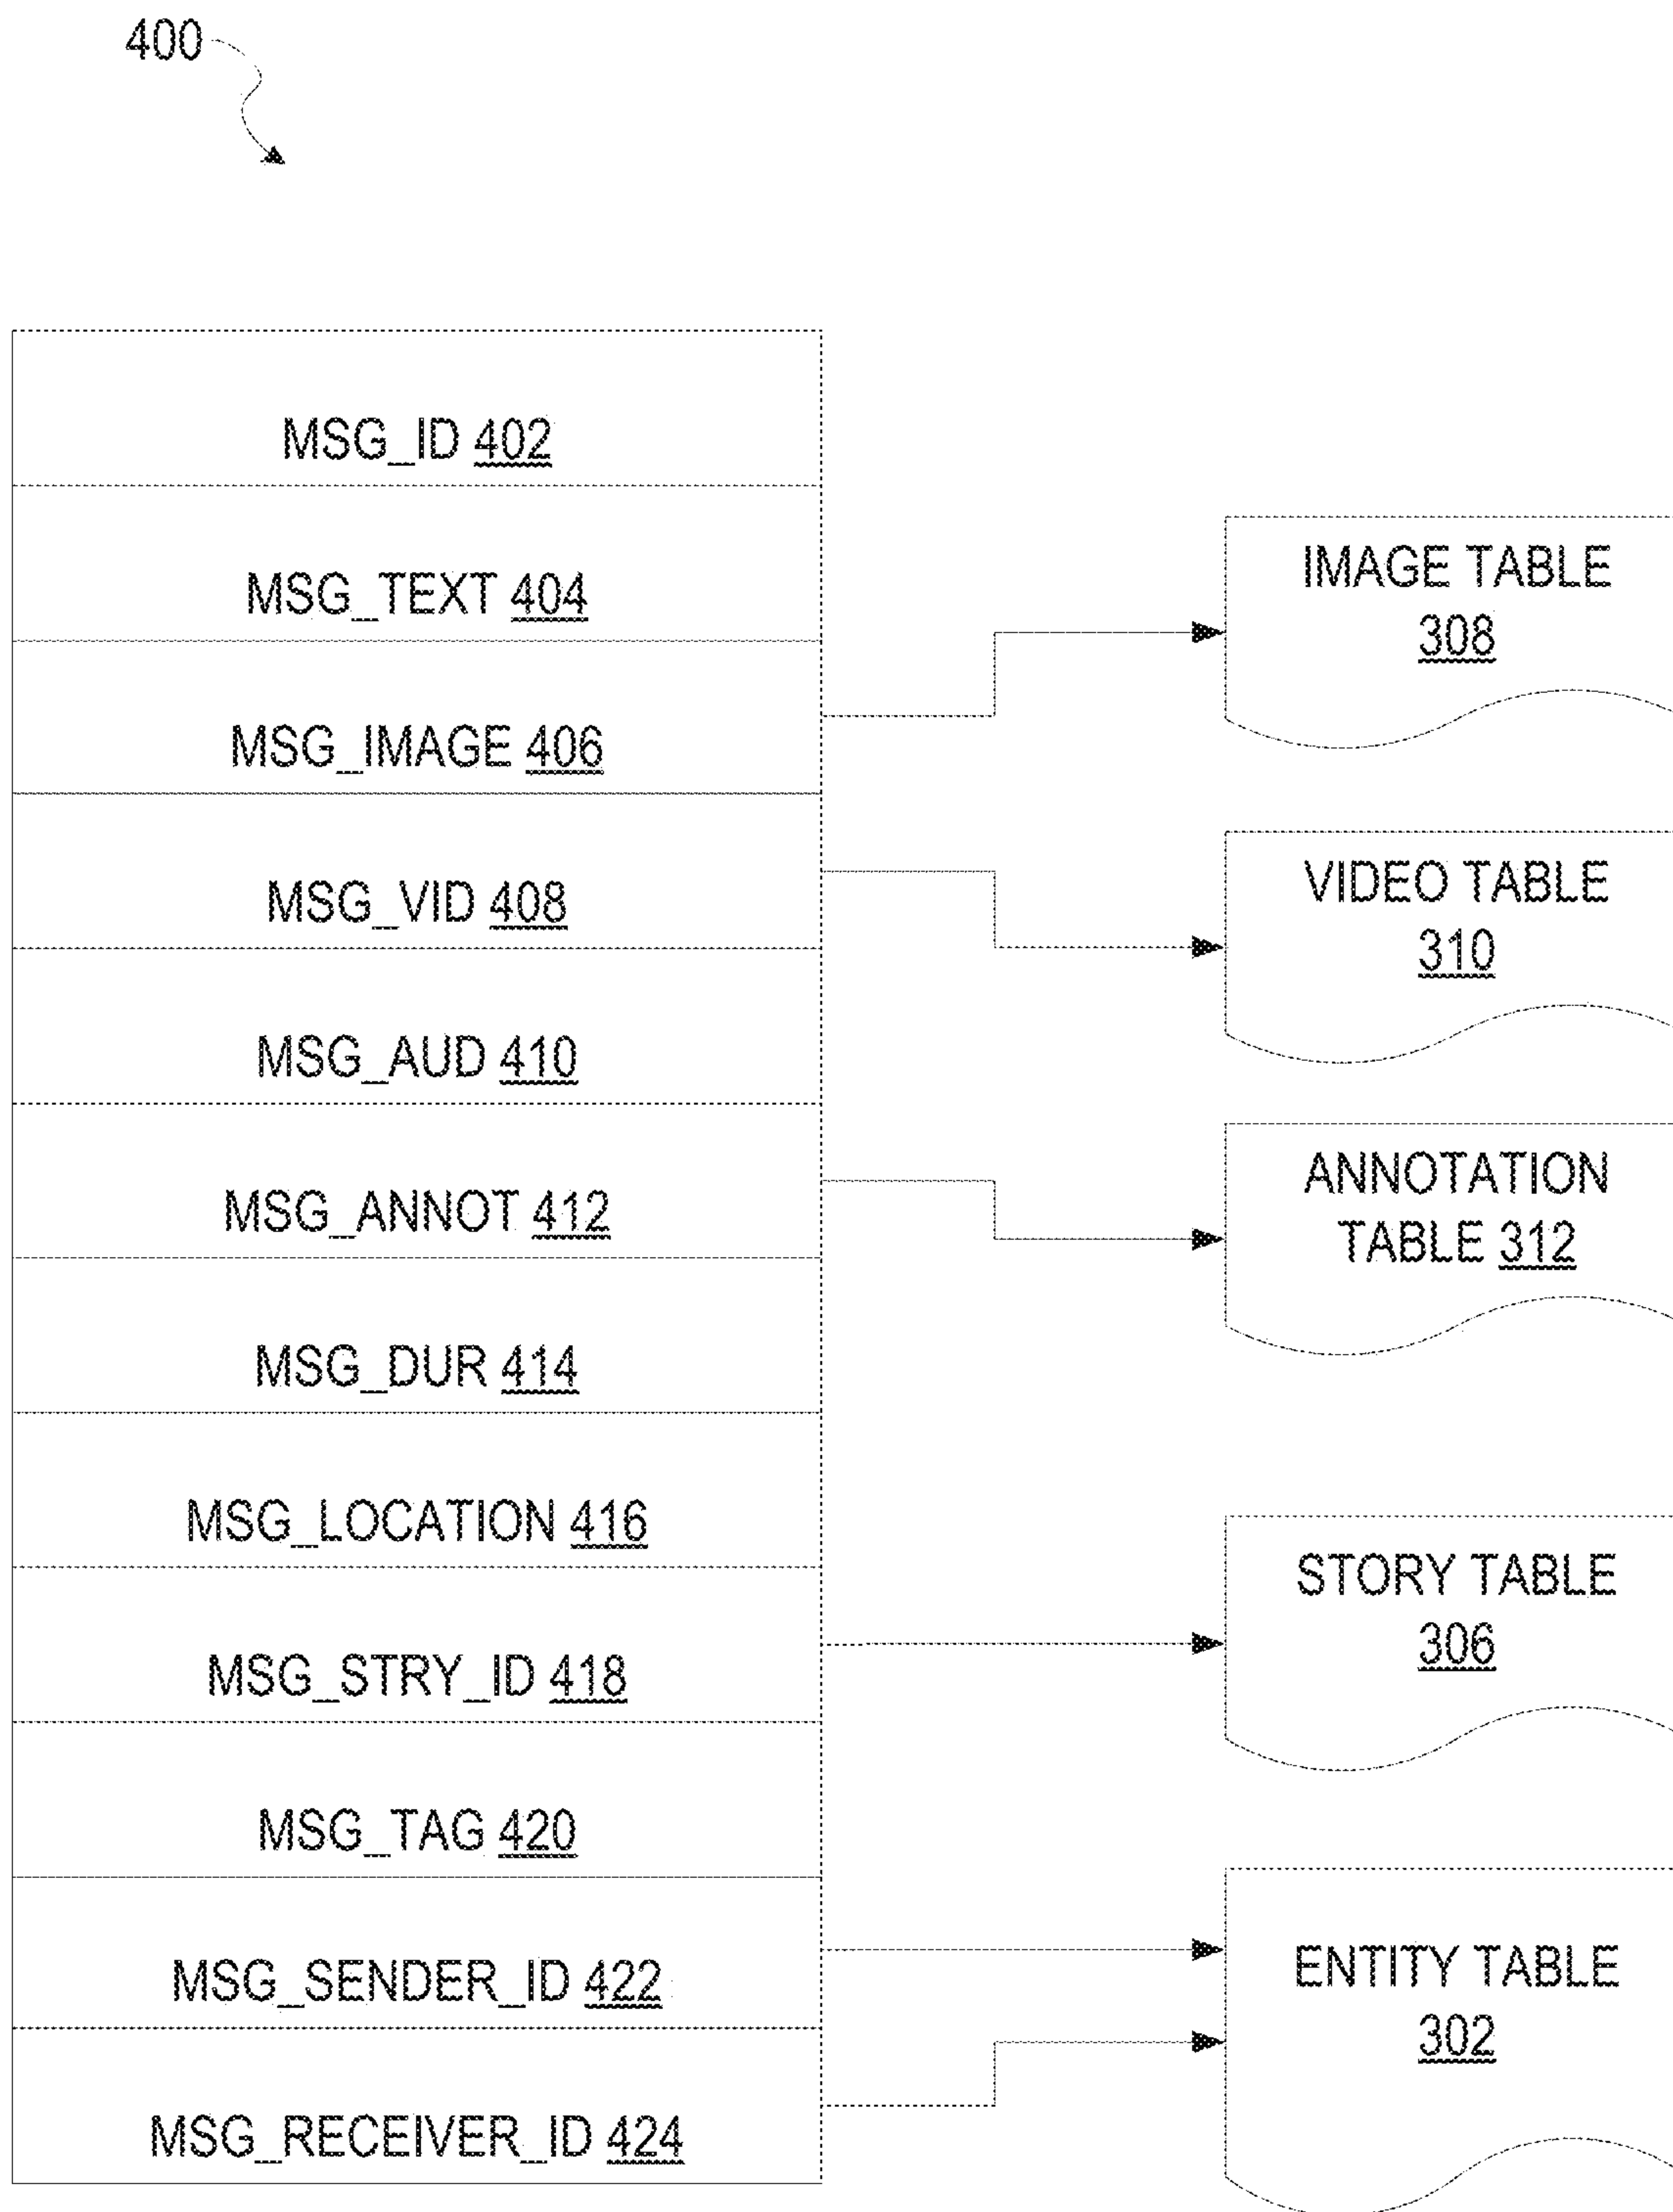 400
MSG_ID 402
MSG_TEXT 404
MSG_IMAGE 406
MSG_VID 408
MSG_AUD 410
MSG_ANNOT 412
MSG_DUR 414
MSG_LOCATION 416
MSG_STRY_ID 418
MSG_TAG 420
MSG_SENDER_ID 422
MSG_RECEIVER_ID 424
IMAGE TABLE
308
VIDEO TABLE
310
ANNOTATION
TABLE 312
STORY TABLE
306
ENTITY TABLE
302